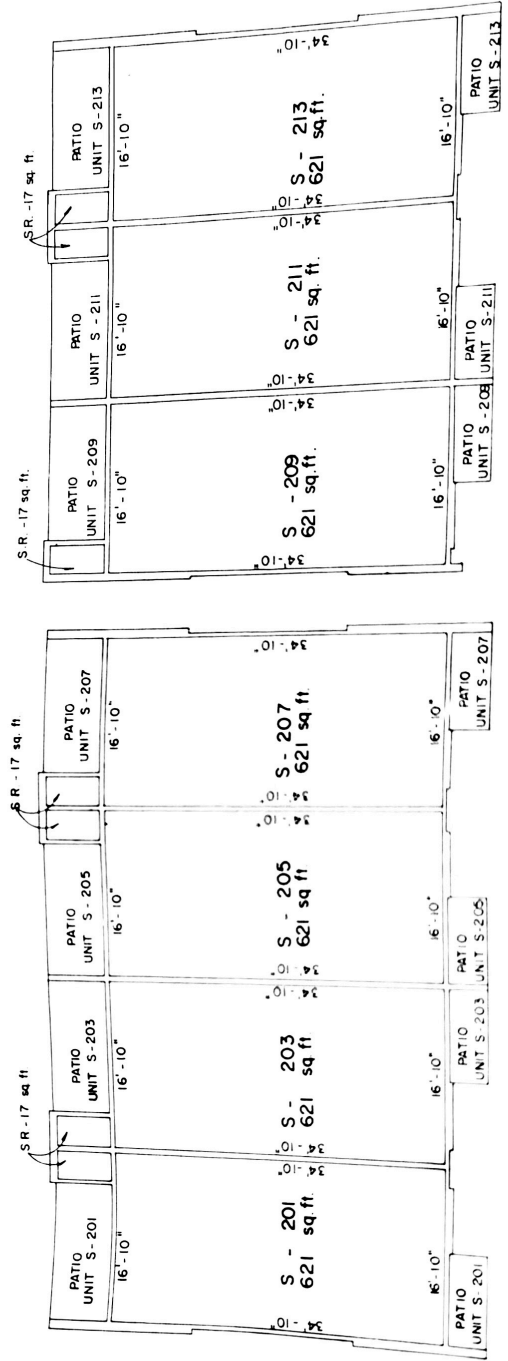 S.R. -17 sq. ft.
PATIO
UNIT S-213
16'-10"
34'-10"
34'-10"
S - 213
621 sq.ft.
16'-10"
PATIO
UNIT S-213
PATIO
UNIT S-211
16'-10"
34'-10"
34'-10"
S - 211
621 sq.ft.
16'-10"
PATIO
UNIT S-211
S.R. -17 sq. ft.
PATIO
UNIT S-209
16'-10"
34'-10"
34'-10"
S -209
621 sq.ft.
16'-10"
PATIO
UNIT S-209
SR -17 sq ft
PATIO
UNIT S-207
16'-10"
34'-10"
34'-10"
S - 207
621 sq ft.
16'-10"
PATIO
UNIT S-207
PATIO
UNIT S-205
16'-10"
34'-10"
34'-10"
S - 205
621 sq ft
16'-10"
PATIO
UNIT S-205
SR -17 sq ft
PATIO
UNIT S-203
16'-10"
34'-10"
34'-10"
S - 203
621 sq ft
16'-10"
PATIO
UNIT S-203
PATIO
UNIT S-201
16'-10"
34'-10"
34'-10"
S - 201
621 sq.ft.
16'-10"
PATIO
UNIT S-201